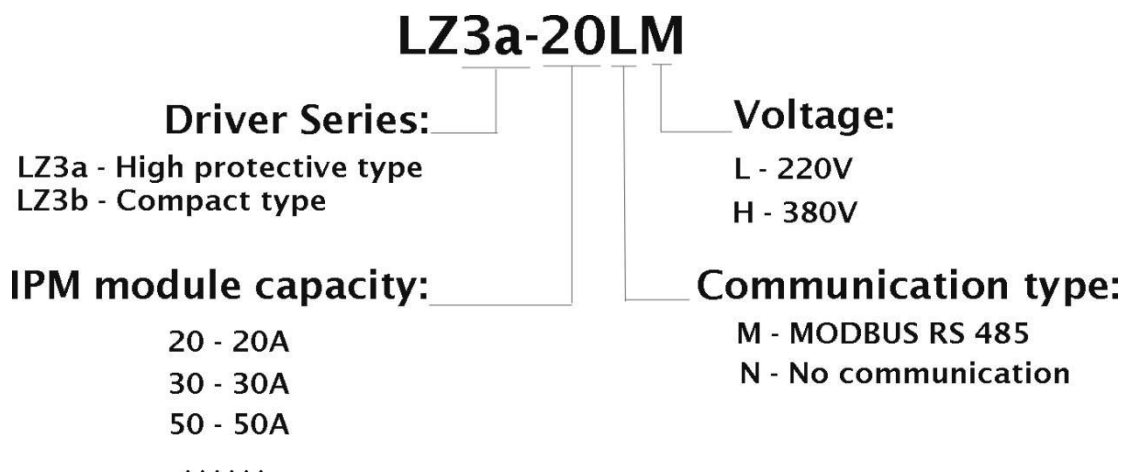 LZ3a-20LM
Driver Series:
LZ3a - High protective type
LZ3b - Compact type
Voltage:
L - 220V
H - 380V
IPM module capacity:
20 - 20A
30 - 30A
50 - 50A
......
Communication type:
M - MODBUS RS 485
N - No communication